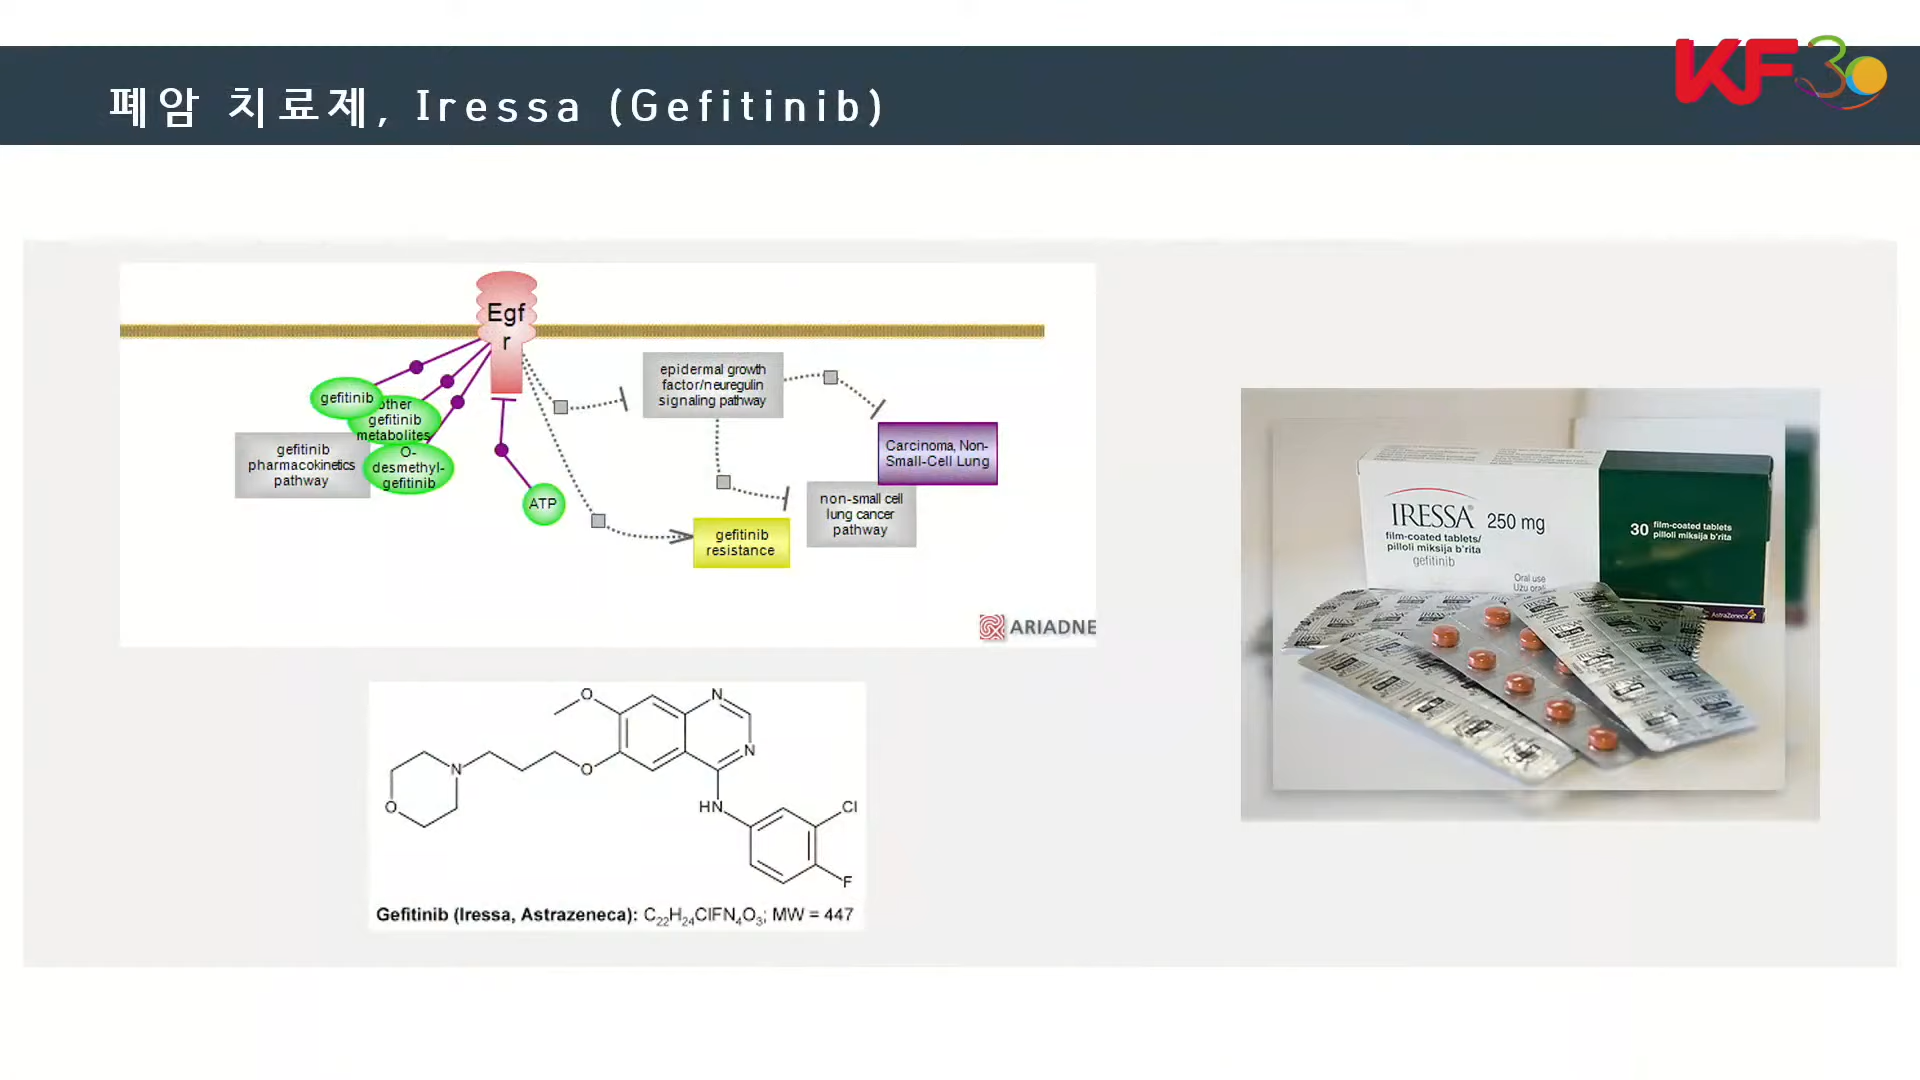 폐암 치료제, Iressa (Gefitinib)
KF30
Egf
r
gefitinib
other
gefitinib
metabolites
O-
desmethyl-
gefitinib
gefitinib
pharmacokinetics
pathway
ATP
epidermal growth
factor/neuregulin
signaling pathway
Carcinoma, Non-
Small-Cell Lung
non-small cell
lung cancer
pathway
gefitinib
resistance
ARIADNE
O
N
N
N
O
O
HN
Cl
F
Gefitinib (Iressa, Astrazeneca): C22H24ClFN4O3; MW = 447
IRESSA 250 mg
film-coated tablets/
pilloli miksija b'rita
gefitinib
Oral use
Użu orali
30 film-coated tablets
pilloli miksija b'rita
AstraZeneca